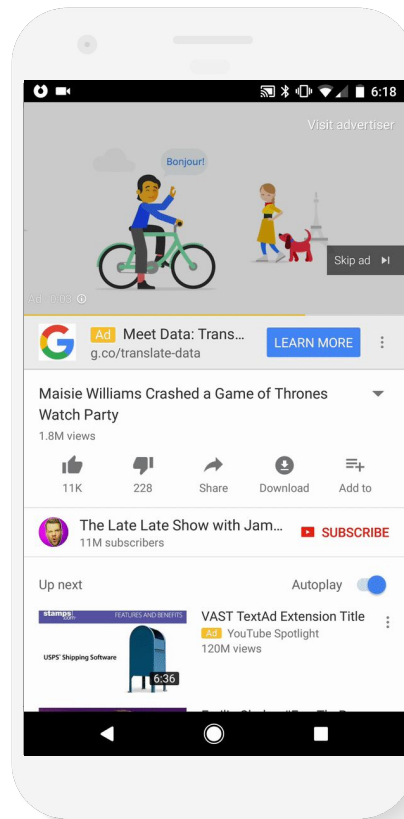 6:18
Visit advertiser
Bonjour!
Skip ad
Ad · 0:09
Ad Meet Data: Trans...
g.co/translate-data
LEARN MORE
Maisie Williams Crashed a Game of Thrones
Watch Party
1.8M views
11K
228
Share
Download
Add to
The Late Late Show with Jam...
11M subscribers
SUBSCRIBE
Up next
Autoplay
stamps.com
FEATURES AND BENEFITS
USPS' Shipping Software
6:36
VAST TextAd Extension Title
Ad YouTube Spotlight
120M views